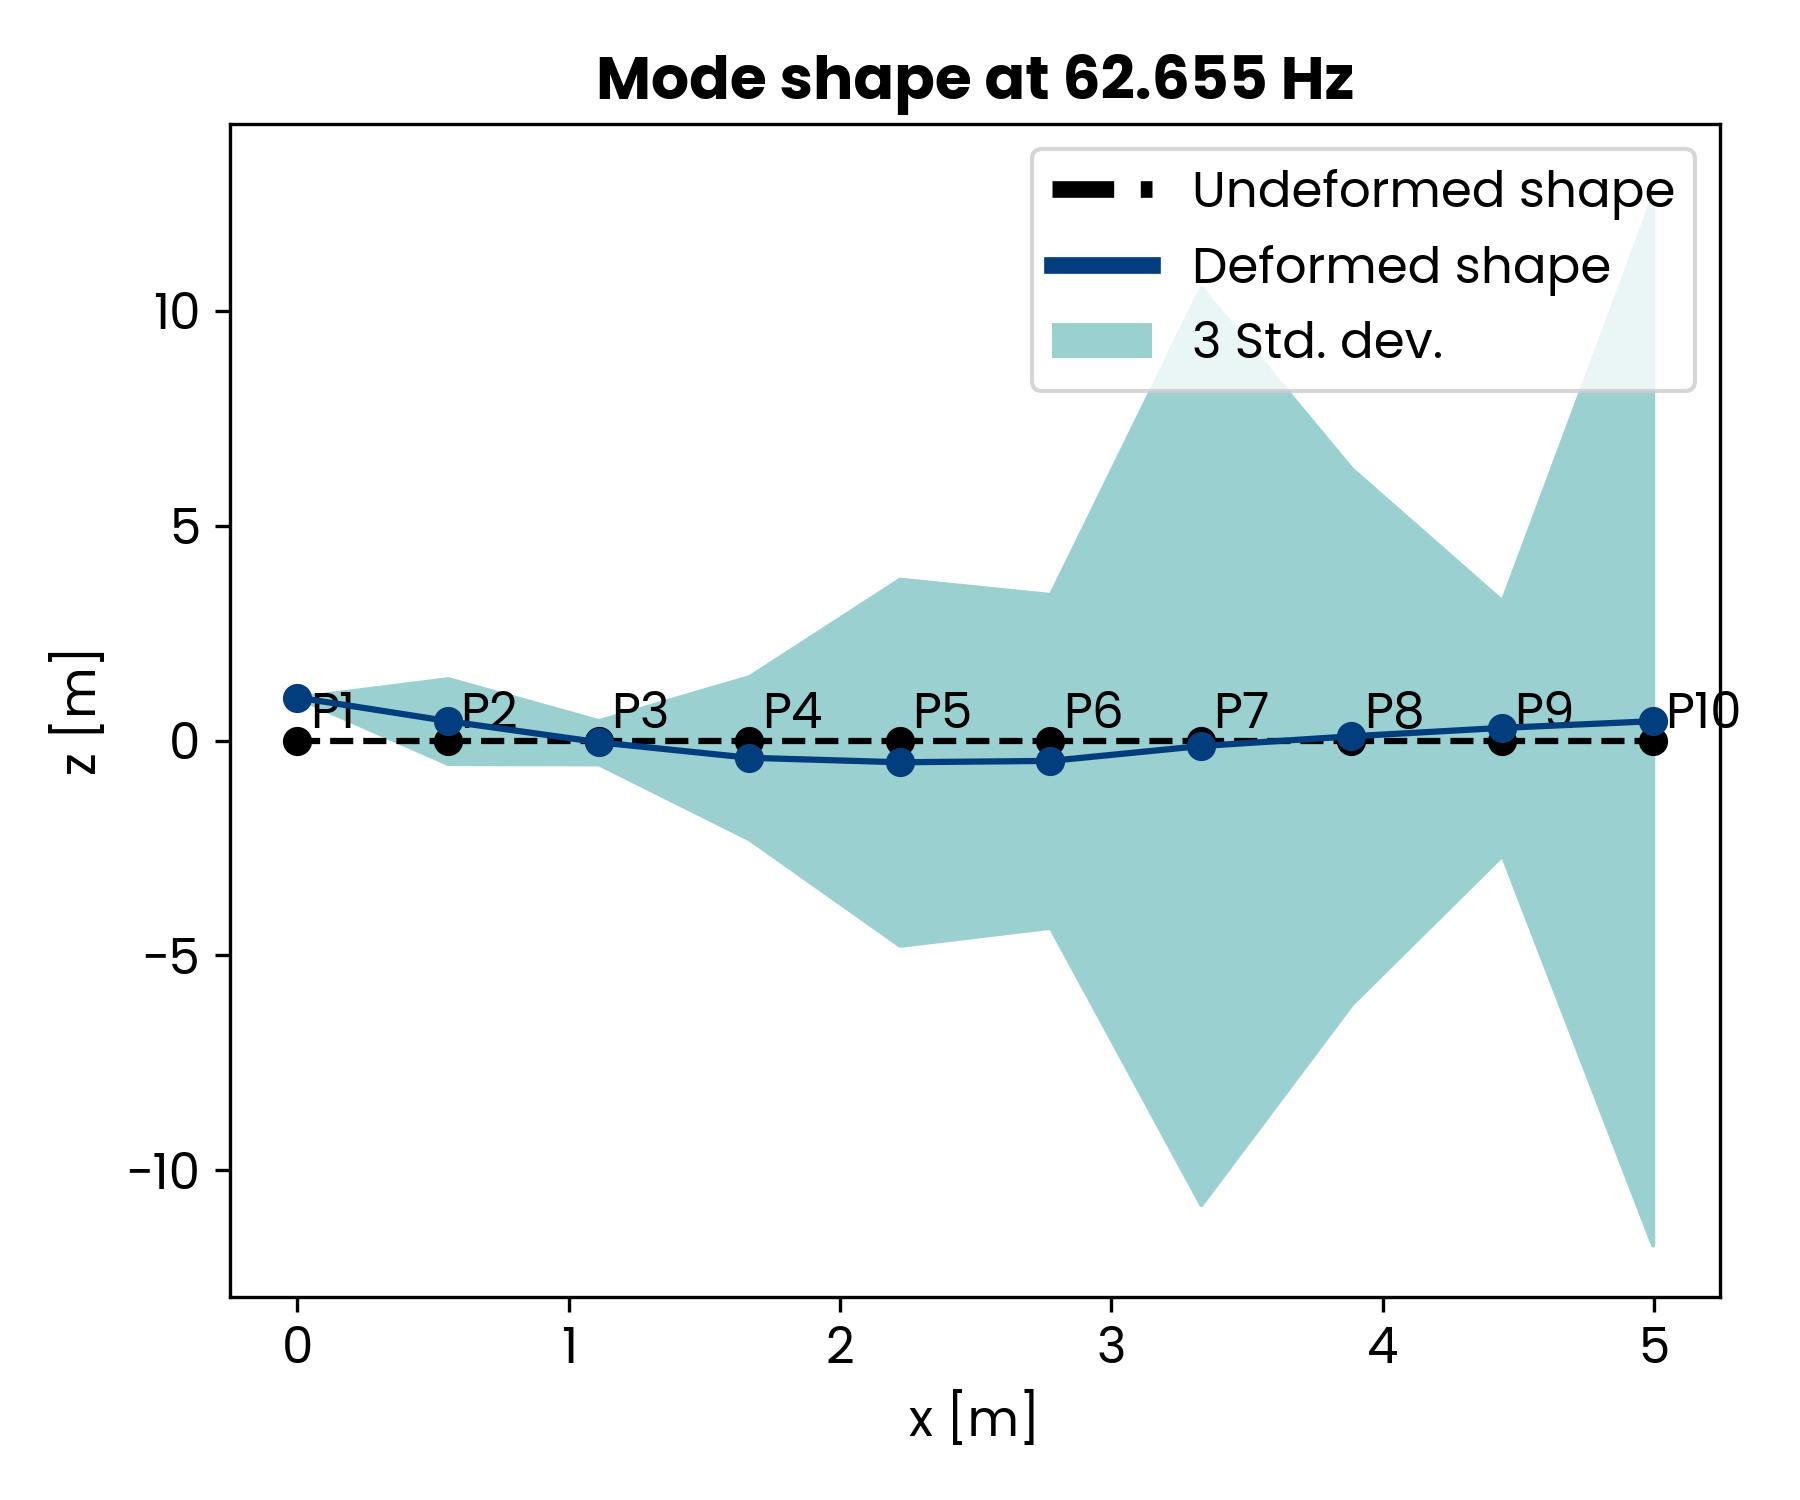 Mode shape at 62.655 Hz
Undeformed shape
Deformed shape
3 Std. dev.
10
5
0
−5
−10
z [m]
P1 P2 P3 P4 P5 P6 P7 P8 P9 P10
0 1 2 3 4 5
x [m]